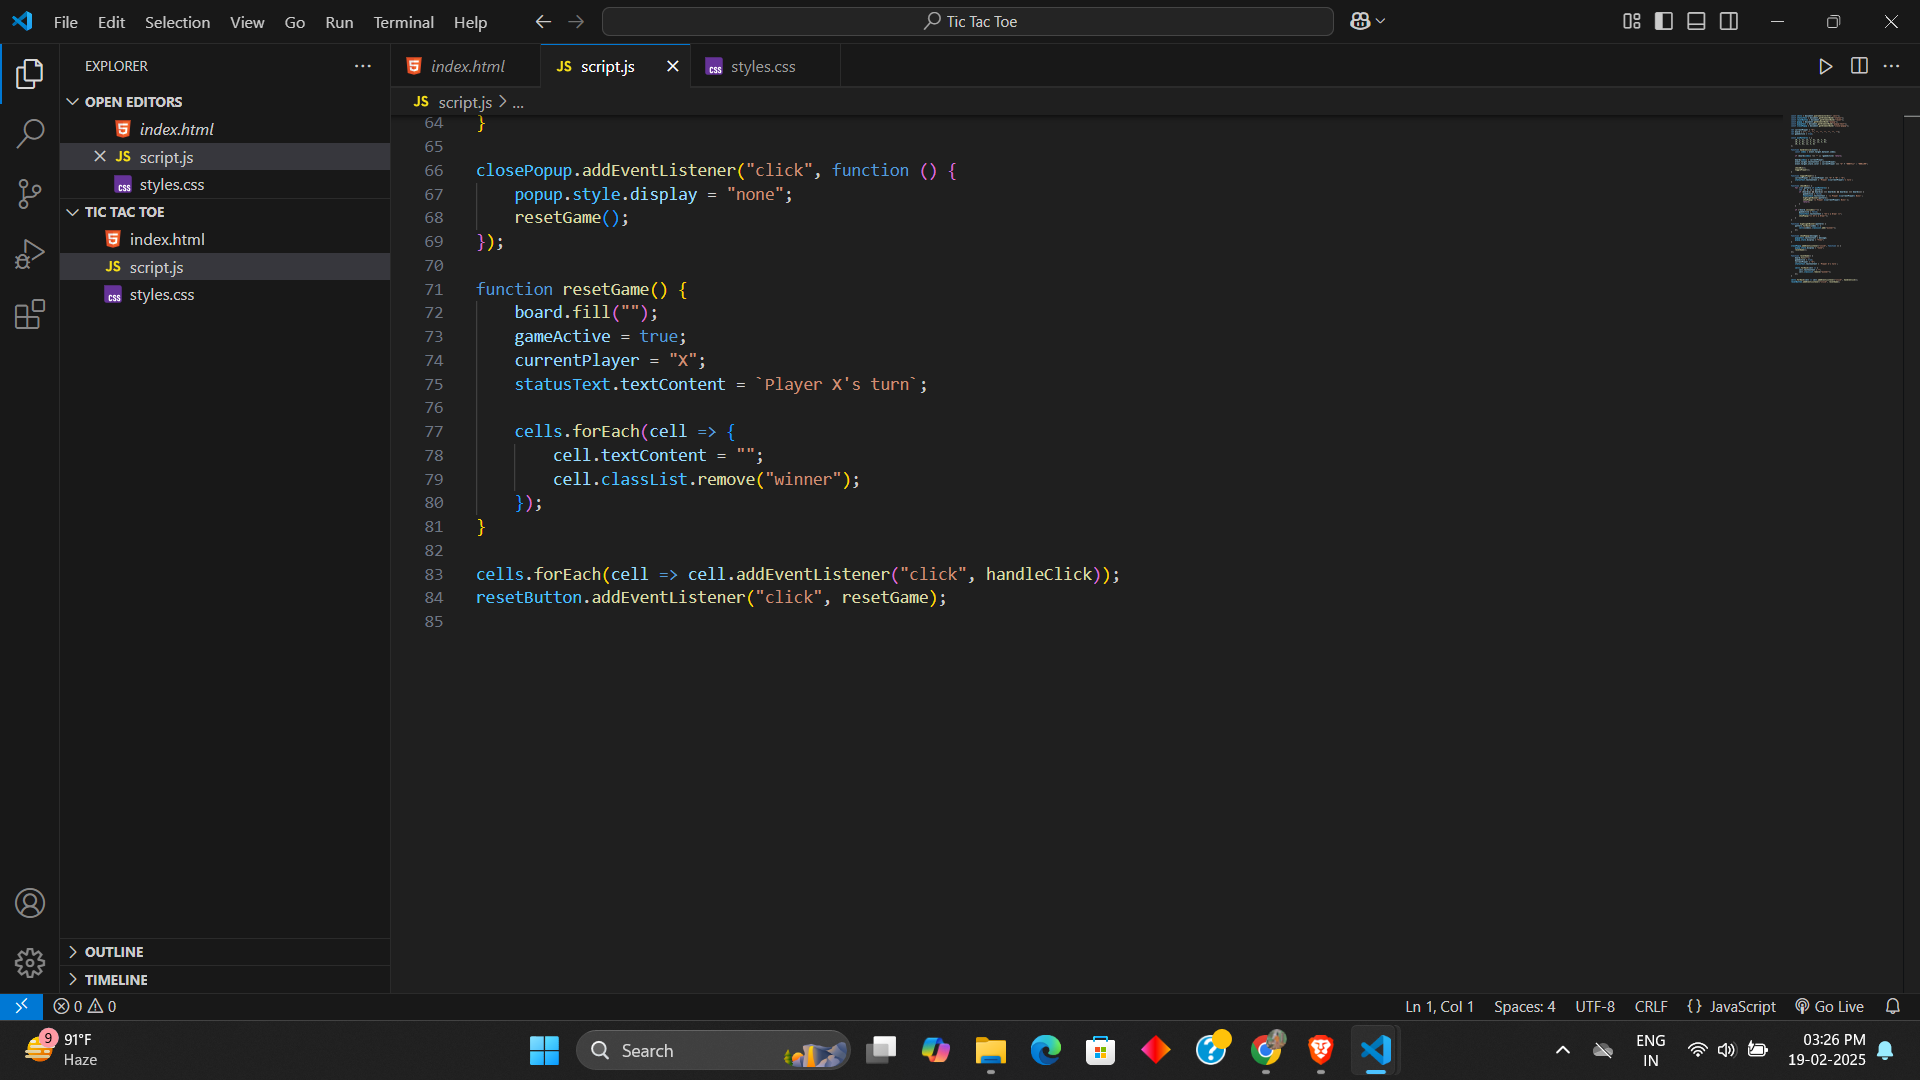 File Edit Selection View Go Run Terminal Help
Tic Tac Toe
EXPLORER
OPEN EDITORS
index.html
JS script.js
css styles.css
TIC TAC TOE
index.html
JS script.js
css styles.css
OUTLINE
TIMELINE
index.html JS script.js css styles.css
JS script.js > ...
64 }
65
66 closePopup.addEventListener("click", function () {
67     popup.style.display = "none";
68     resetGame();
69 });
70
71 function resetGame() {
72     board.fill("");
73     gameActive = true;
74     currentPlayer = "X";
75     statusText.textContent = `Player X's turn`;
76
77     cells.forEach(cell => {
78         cell.textContent = "";
79         cell.classList.remove("winner");
80     });
81 }
82
83 cells.forEach(cell => cell.addEventListener("click", handleClick));
84 resetButton.addEventListener("click", resetGame);
85
0 0 Ln 1, Col 1 Spaces: 4 UTF-8 CRLF {} JavaScript Go Live
9 91°F
Haze
Search
ENG
IN
03:26 PM
19-02-2025